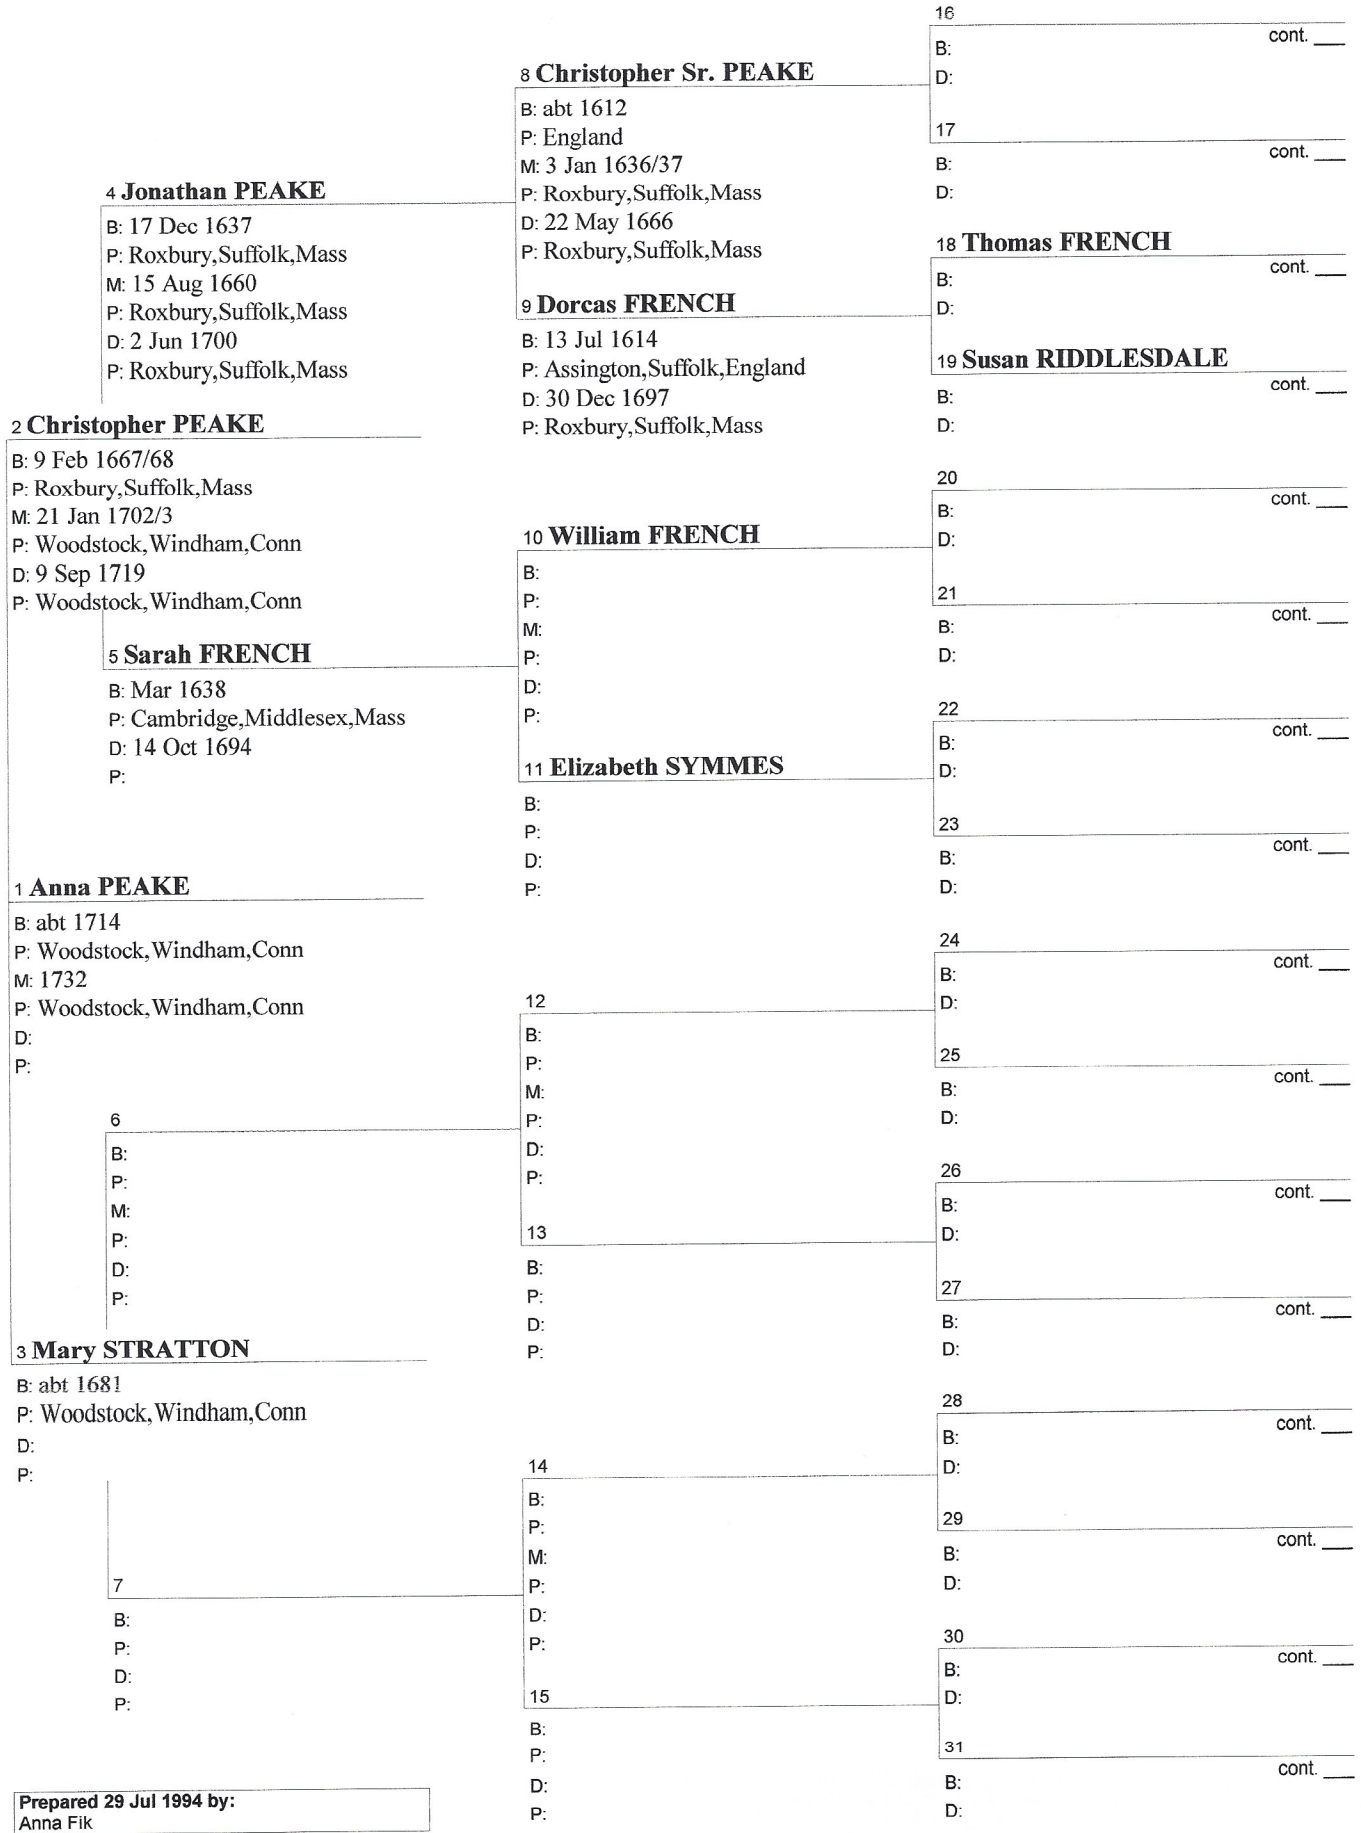 16
cont. ___
B:
D:
8 Christopher Sr. PEAKE
B: abt 1612
P: England
M: 3 Jan 1636/37
P: Roxbury,Suffolk,Mass
D: 22 May 1666
P: Roxbury,Suffolk,Mass
17
cont. ___
B:
D:
4 Jonathan PEAKE
B: 17 Dec 1637
P: Roxbury,Suffolk,Mass
M: 15 Aug 1660
P: Roxbury,Suffolk,Mass
D: 2 Jun 1700
P: Roxbury,Suffolk,Mass
18 Thomas FRENCH
cont. ___
B:
D:
9 Dorcas FRENCH
B: 13 Jul 1614
P: Assington,Suffolk,England
D: 30 Dec 1697
P: Roxbury,Suffolk,Mass
19 Susan RIDDLESDALE
cont. ___
B:
D:
2 Christopher PEAKE
B: 9 Feb 1667/68
P: Roxbury,Suffolk,Mass
M: 21 Jan 1702/3
P: Woodstock,Windham,Conn
D: 9 Sep 1719
P: Woodstock,Windham,Conn
20
cont. ___
B:
D:
10 William FRENCH
B:
P:
M:
P:
D:
P:
21
cont. ___
B:
D:
5 Sarah FRENCH
B: Mar 1638
P: Cambridge,Middlesex,Mass
D: 14 Oct 1694
P:
22
cont. ___
B:
D:
11 Elizabeth SYMMES
B:
P:
D:
P:
23
cont. ___
B:
D:
1 Anna PEAKE
B: abt 1714
P: Woodstock,Windham,Conn
M: 1732
P: Woodstock,Windham,Conn
D:
P:
24
cont. ___
B:
D:
12
B:
P:
M:
P:
D:
P:
25
cont. ___
B:
D:
6
B:
P:
M:
P:
D:
P:
26
cont. ___
B:
D:
13
B:
P:
D:
P:
27
cont. ___
B:
D:
3 Mary STRATTON
B: abt 1681
P: Woodstock,Windham,Conn
D:
P:
28
cont. ___
B:
D:
14
B:
P:
M:
P:
D:
P:
29
cont. ___
B:
D:
7
B:
P:
D:
P:
30
cont. ___
B:
D:
15
B:
P:
D:
P:
31
cont. ___
B:
D:
Prepared 29 Jul 1994 by:
Anna Fik